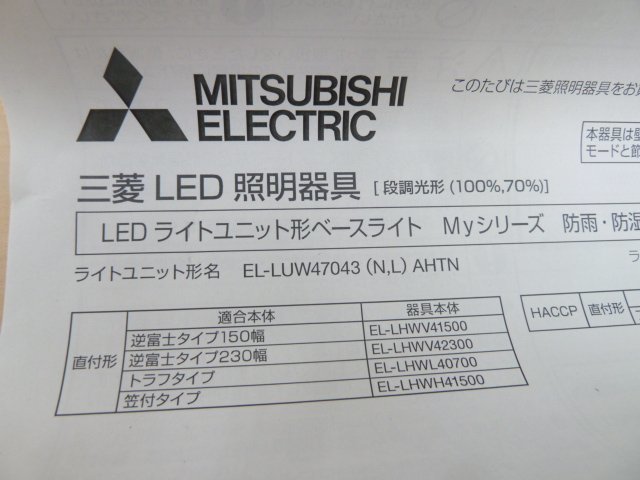 MITSUBISHI
ELECTRIC
このたびは三菱照明器具をお
本器具は
モードと節
三菱 LED 照明器具 [段調光形(100%,70%)]
LED ライトユニット形ベースライト Myシリーズ 防雨・防湿
ライトユニット形名 EL-LUW47043(N,L)AHTN
適合本体 器具本体
直付形
逆富士タイプ150幅 EL-LHWV41500
逆富士タイプ230幅 EL-LHWV42300
トラフタイプ EL-LHWL40700
笠付タイプ EL-LHWH41500
HACCP 直付形